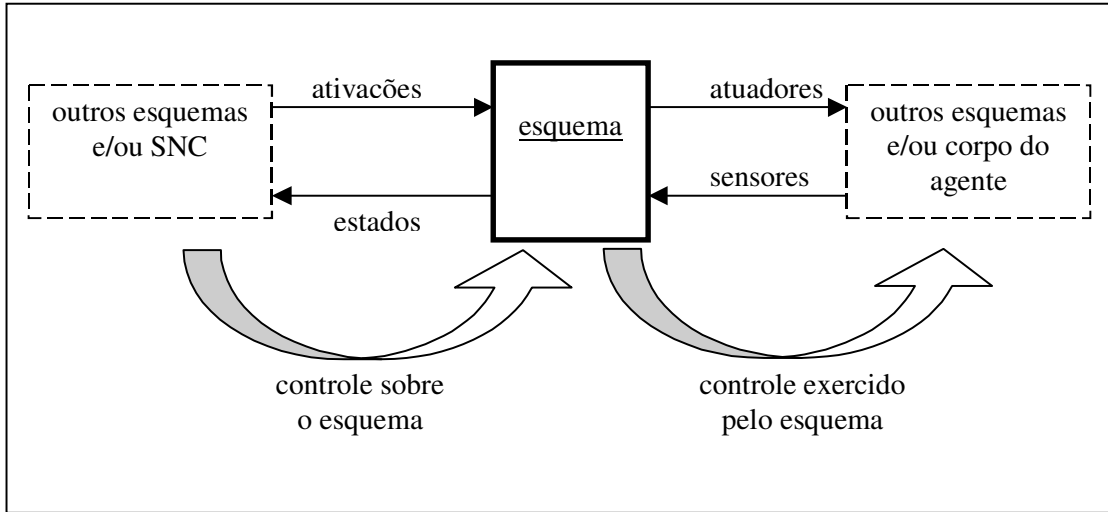 outros esquemas
e/ou SNC
ativacões
estados
esquema
atuadores
sensores
outros esquemas
e/ou corpo do
agente
controle sobre
o esquema
controle exercido
pelo esquema